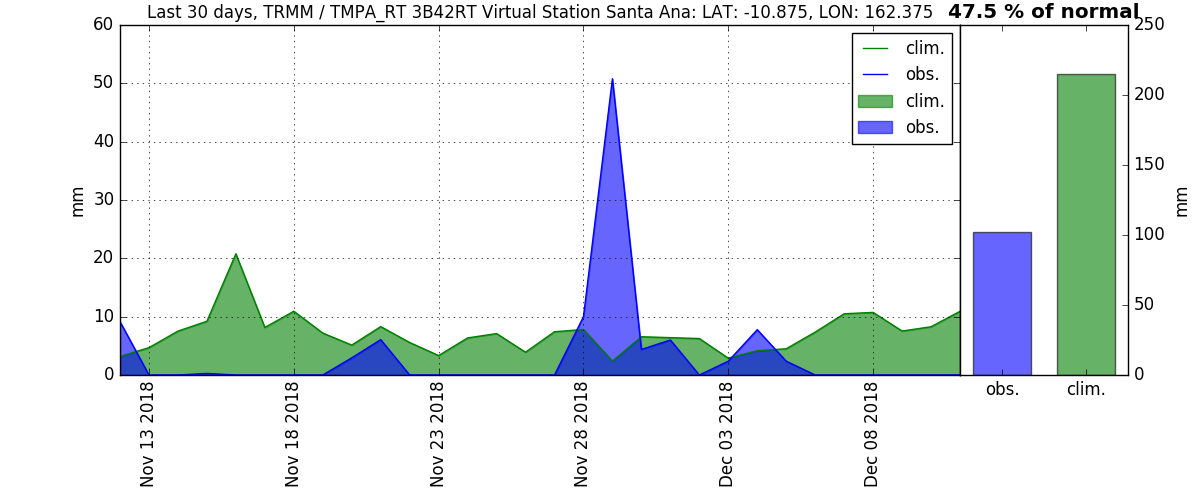 Last 30 days, TRMM / TMPA_RT 3B42RT Virtual Station Santa Ana: LAT: -10.875, LON: 162.375
47.5 % of normal
60
50
40
30
20
10
0
mm
clim.
obs.
clim.
obs.
Nov 13 2018
Nov 18 2018
Nov 23 2018
Nov 28 2018
Dec 03 2018
Dec 08 2018
250
200
150
100
50
0
mm
obs.
clim.